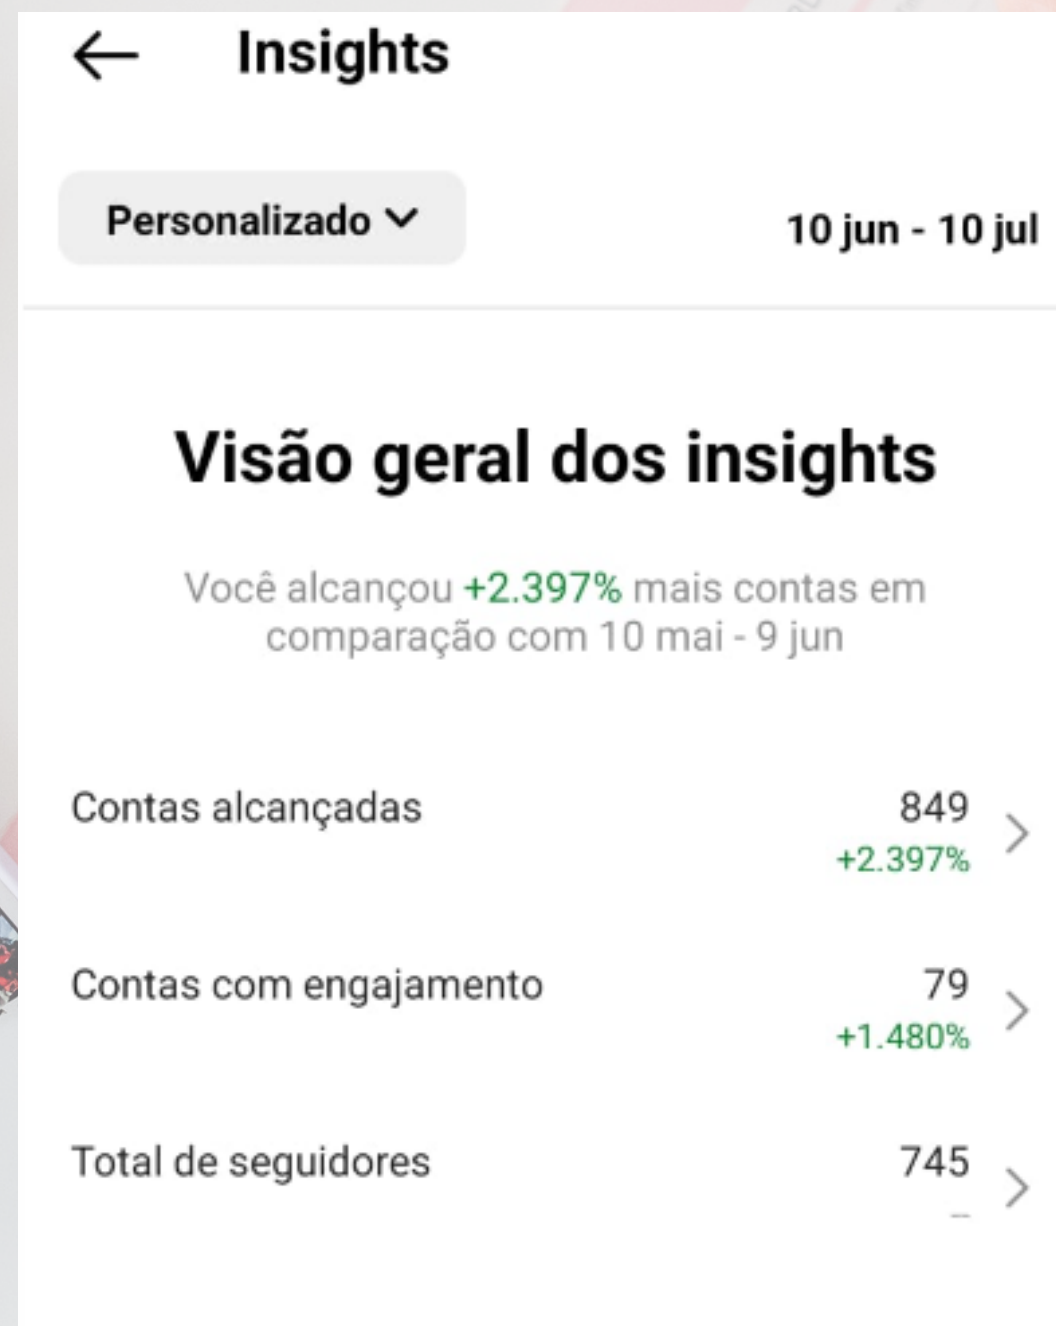 Insights
Personalizado
10 jun - 10 jul
Visão geral dos insights
Você alcançou +2.397% mais contas em
comparação com 10 mai - 9 jun
Contas alcançadas
849
+2.397%
Contas com engajamento
79
+1.480%
Total de seguidores
745
--